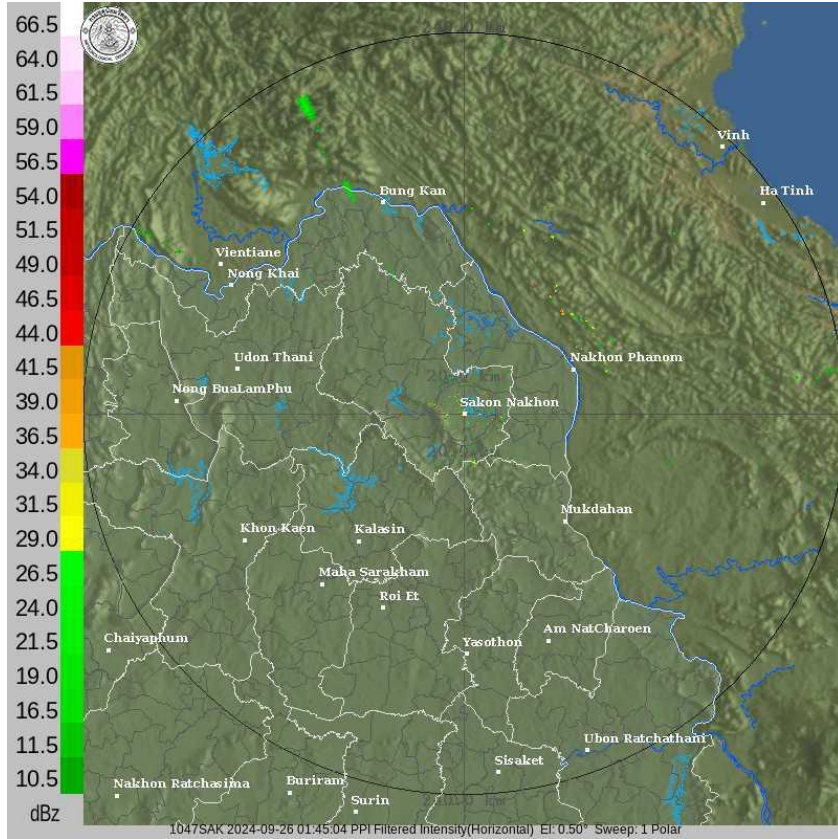 66.5
64.0
61.5
59.0
56.5
54.0
51.5
49.0
46.5
44.0
41.5
39.0
36.5
34.0
31.5
29.0
26.5
24.0
21.5
19.0
16.5
11.5
10.5
dBz
Vinh
Ha Tinh
Bung Kan
Vientiane
Nong Khai
Udon Thani
Nakhon Phanom
Nong BuaLamPhu
Sakon Nakhon
Mukdahan
Khon Kaen
Kalasin
Maha Sarakham
Roi Et
Chaiyaphum
Yasothon
Am NatCharoen
Ubon Ratchathani
Sisaket
Nakhon Ratchasima
Buriram
Surin
1047SAK 2024-09-26 01:45:04 PPI Filtered Intensity(Horizontal) El: 0.50° Sweep: 1 Polar